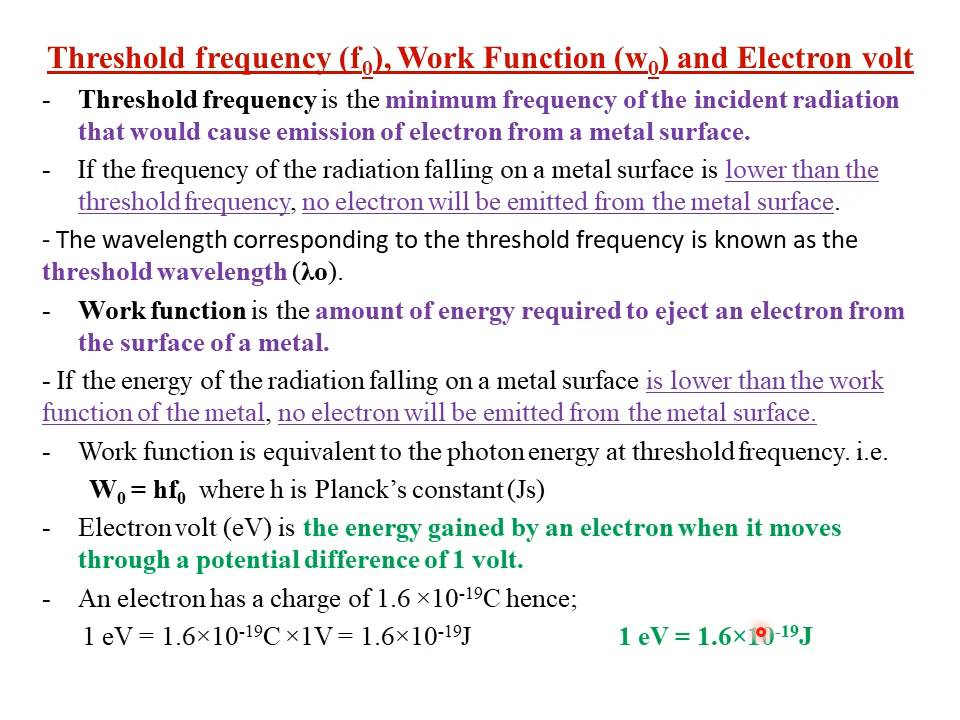 Threshold frequency (f₀), Work Function (w₀) and Electron volt
- Threshold frequency is the minimum frequency of the incident radiation
that would cause emission of electron from a metal surface.
- If the frequency of the radiation falling on a metal surface is lower than the
threshold frequency, no electron will be emitted from the metal surface.
- The wavelength corresponding to the threshold frequency is known as the
threshold wavelength (λo).
- Work function is the amount of energy required to eject an electron from
the surface of a metal.
- If the energy of the radiation falling on a metal surface is lower than the work
function of the metal, no electron will be emitted from the metal surface.
- Work function is equivalent to the photon energy at threshold frequency. i.e.
W₀ = hf₀ where h is Planck’s constant (Js)
- Electron volt (eV) is the energy gained by an electron when it moves
through a potential difference of 1 volt.
- An electron has a charge of 1.6 ×10⁻¹⁹C hence;
1 eV = 1.6×10⁻¹⁹C ×1V = 1.6×10⁻¹⁹J 1 eV = 1.6×10⁻¹⁹J